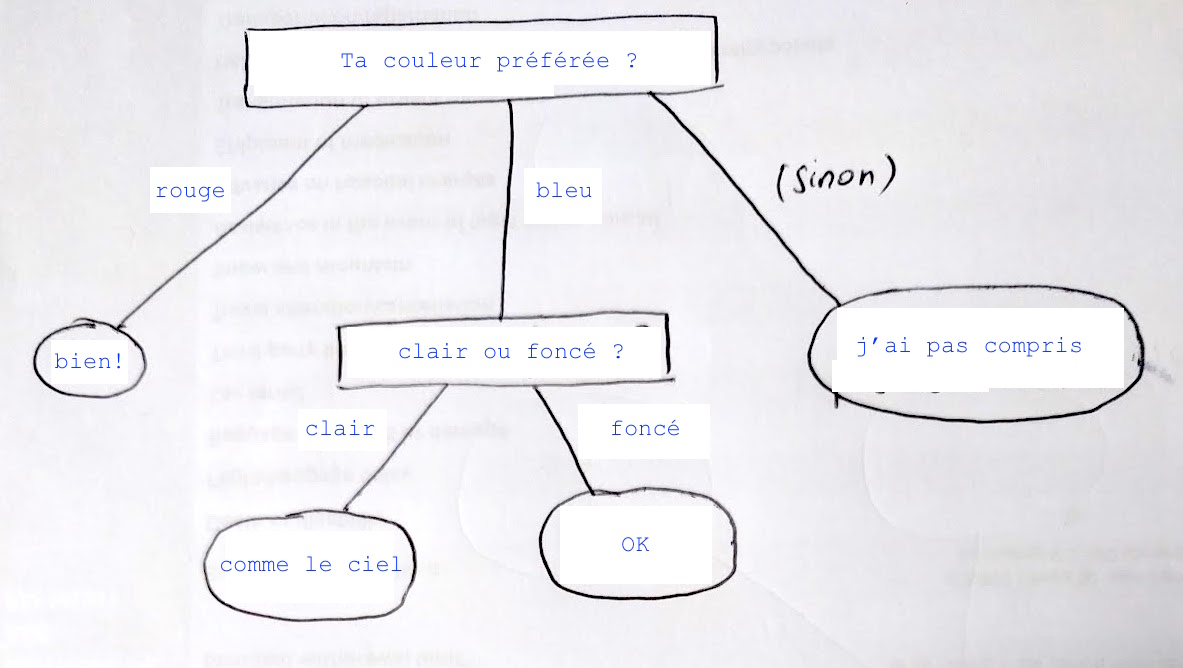 Ta couleur préférée ?
rouge
bleu
(sinon)
bien!
clair ou foncé ?
j’ai pas compris
clair
foncé
comme le ciel
OK